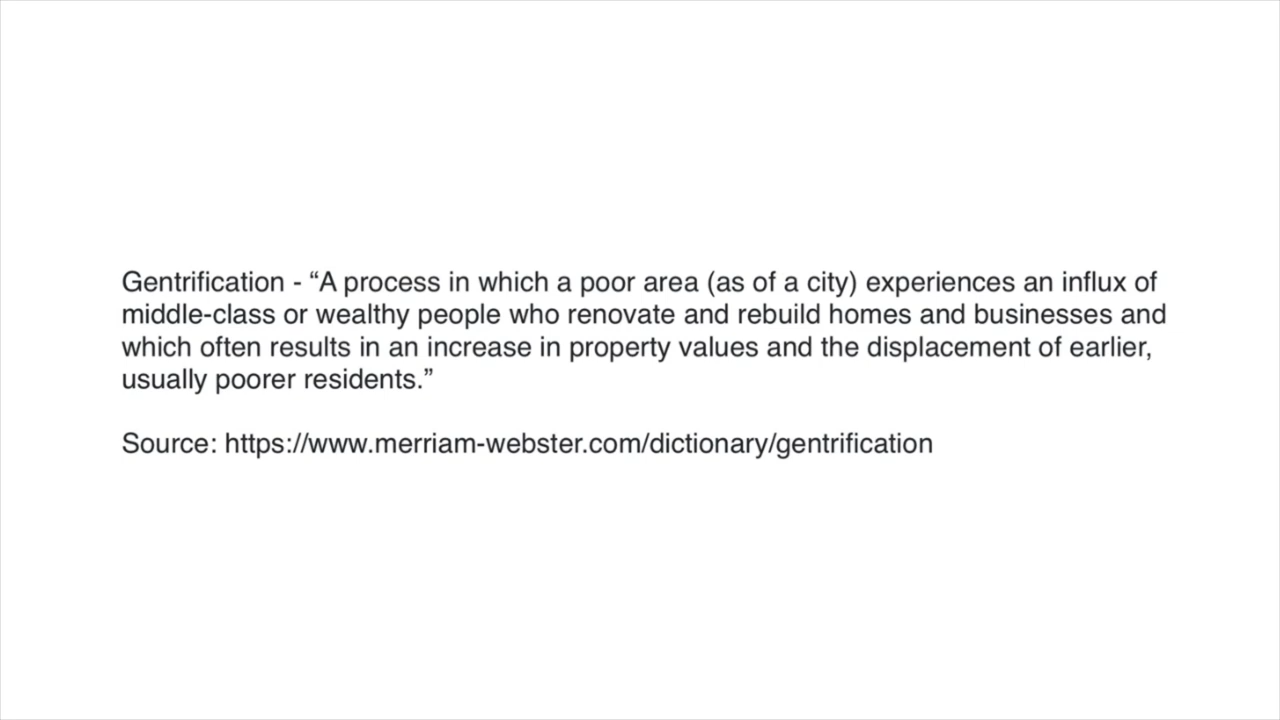 Gentrification - “A process in which a poor area (as of a city) experiences an influx of
middle-class or wealthy people who renovate and rebuild homes and businesses and
which often results in an increase in property values and the displacement of earlier,
usually poorer residents.”
Source: https://www.merriam-webster.com/dictionary/gentrification